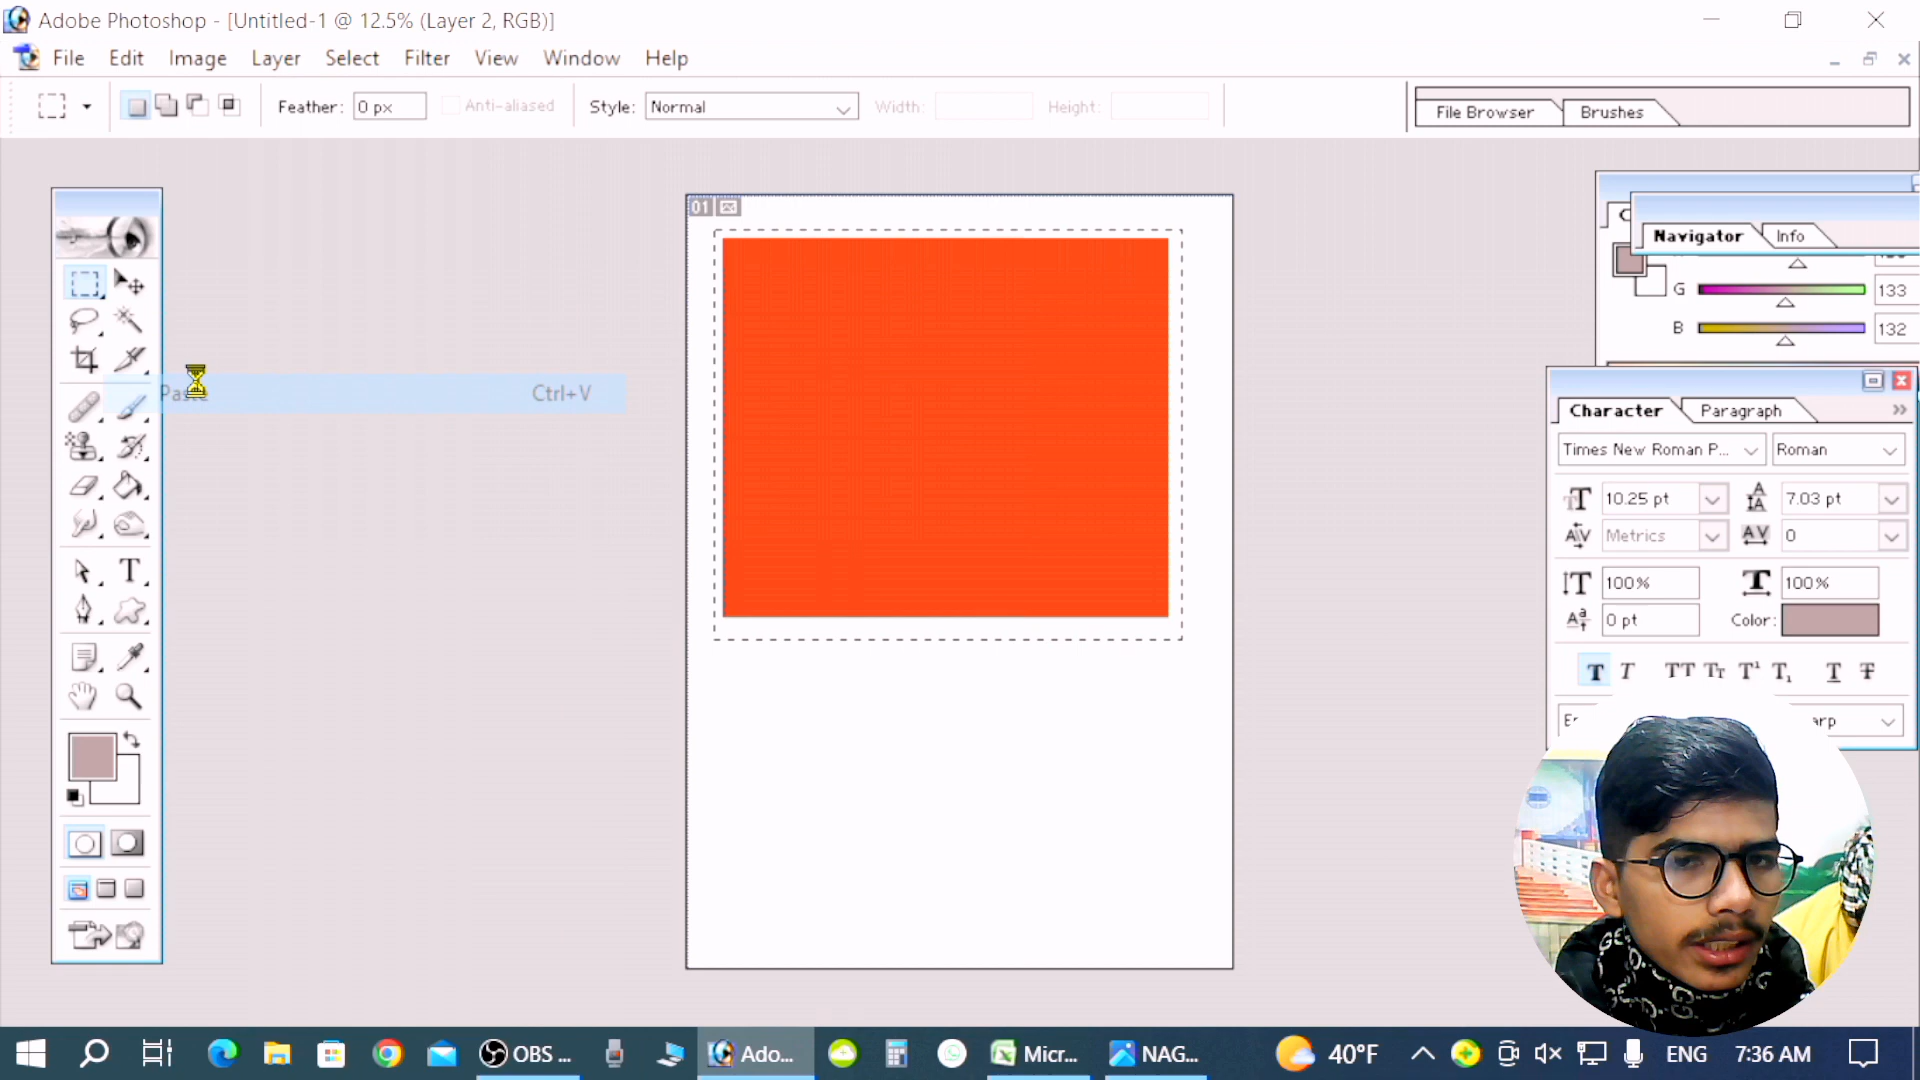 Adobe Photoshop - [Untitled-1 @ 12.5% (Layer 2, RGB)]
File Edit Image Layer Select Filter View Window Help
Feather: 0 px Anti-aliased Style: Normal Width: Height: File Browser Brushes
01
Navigator Info
G 133
B 132
Paste Ctrl+V
Character Paragraph
Times New Roman P... Roman
10.25 pt 7.03 pt
Metrics 0
100% 100%
0 pt Color:
OBS ... Ado... Micr... NAG... 40°F ENG 7:36 AM